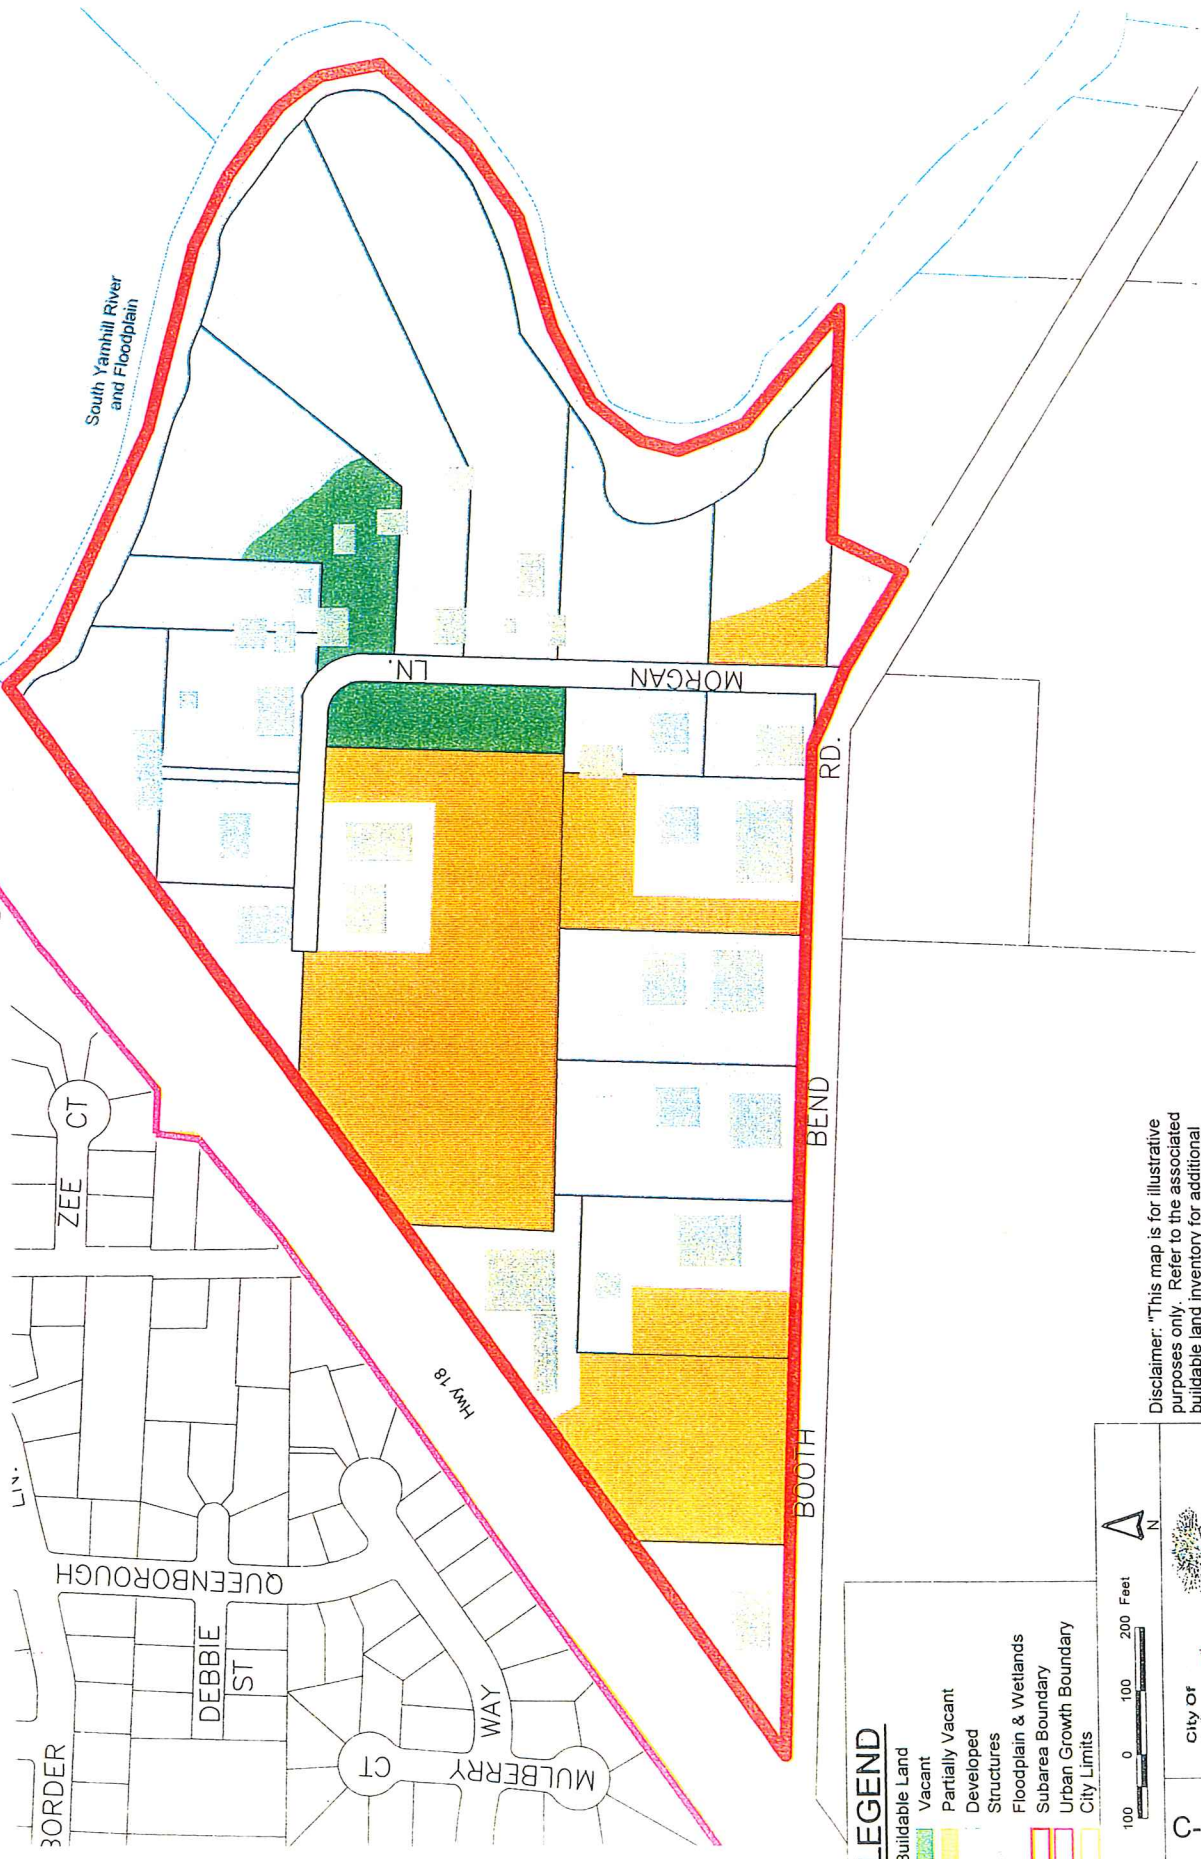 South Yamhill River
and Floodplain
LN.
MORGAN
RD.
BEND
BOOTH
Hwy 18
ZEE
CT
QUEENBOROUGH
DEBBIE
ST
WAY
MULBERRY
CT
BORDER
LN.
LEGEND
Buildable Land
Vacant
Partially Vacant
Developed
Structures
Floodplain & Wetlands
Subarea Boundary
Urban Growth Boundary
City Limits
100 0 100 200 Feet
N
City Of
Disclaimer: "This map is for illustrative
purposes only. Refer to the associated
buildable land inventory for additional